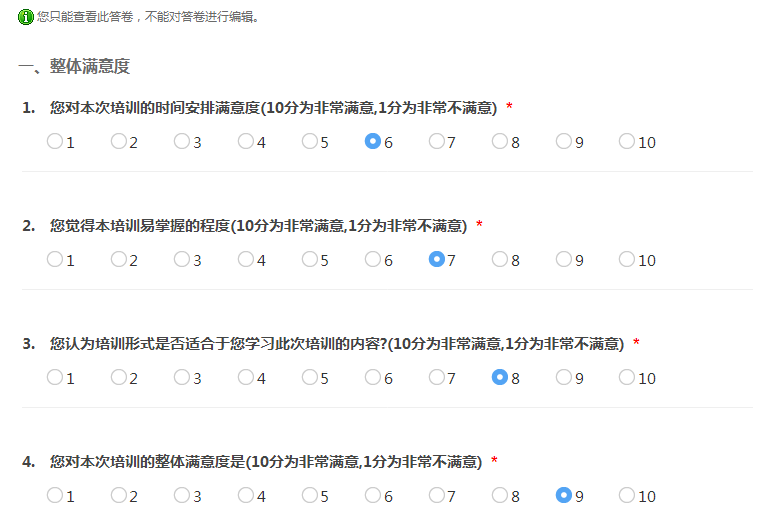 您只能查看此答卷，不能对答卷进行编辑。
一、整体满意度
1. 您对本次培训的时间安排满意度(10分为非常满意,1分为非常不满意) *
1 2 3 4 5 6 7 8 9 10
2. 您觉得本培训易掌握的程度(10分为非常满意,1分为非常不满意) *
1 2 3 4 5 6 7 8 9 10
3. 您认为培训形式是否适合于您学习此次培训的内容?(10分为非常满意,1分为非常不满意) *
1 2 3 4 5 6 7 8 9 10
4. 您对本次培训的整体满意度是(10分为非常满意,1分为非常不满意) *
1 2 3 4 5 6 7 8 9 10